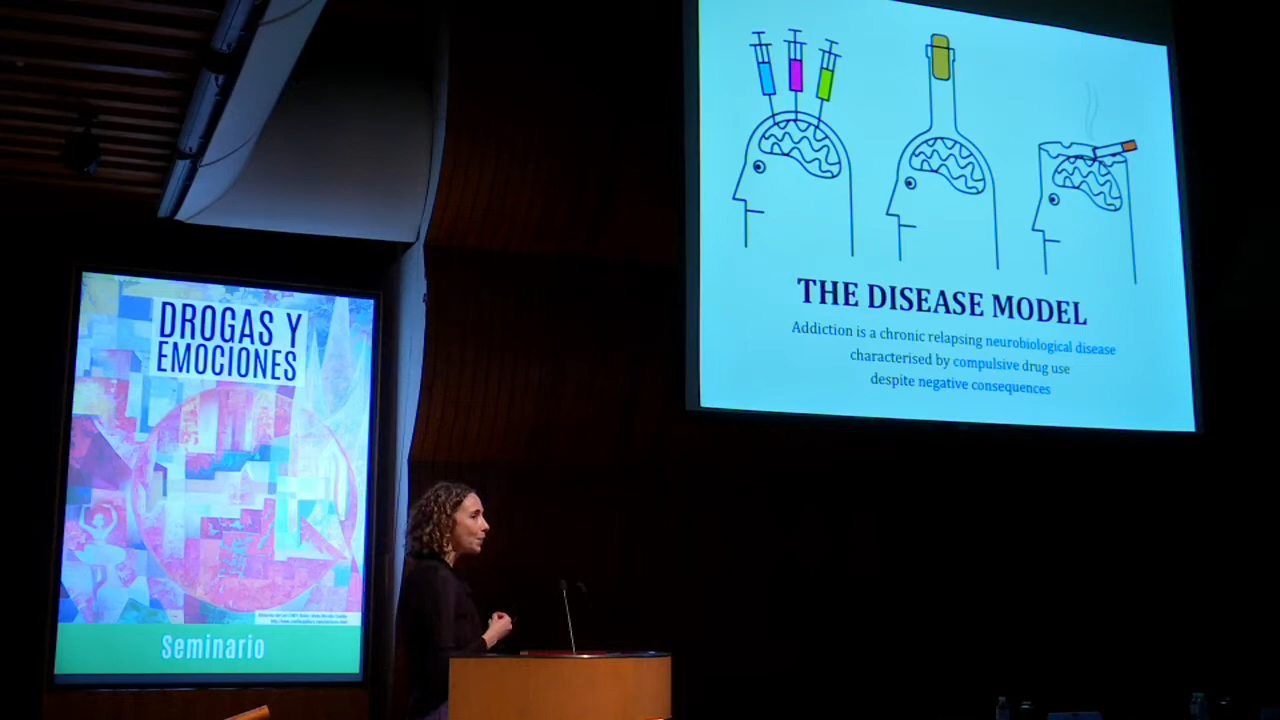 DROGAS Y
EMOCIONES
Seminario
THE DISEASE MODEL
Addiction is a chronic relapsing neurobiological disease
characterised by compulsive drug use
despite negative consequences